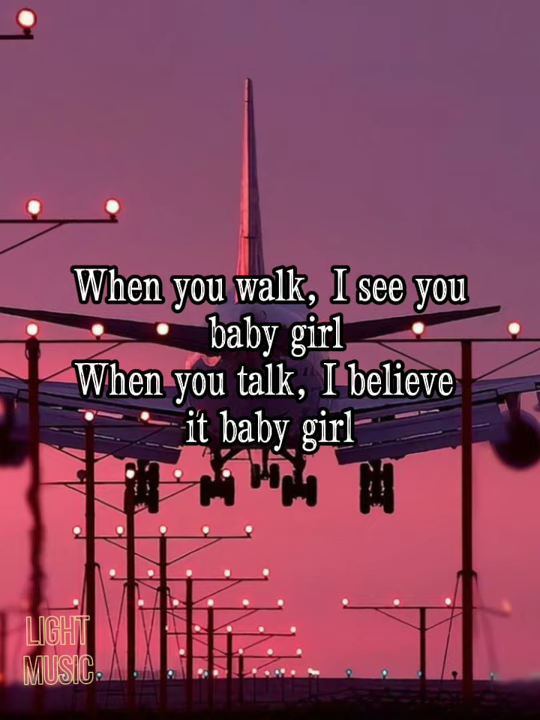 When you walk, I see you
baby girl
When you talk, I believe
it baby girl
LIGHT
MUSIC